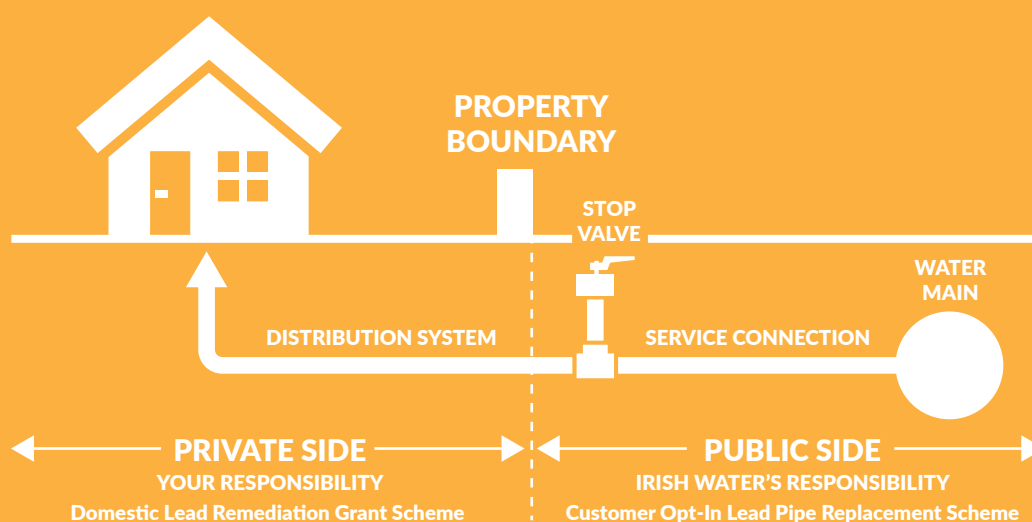 PROPERTY
BOUNDARY
STOP
VALVE
WATER
MAIN
DISTRIBUTION SYSTEM
SERVICE CONNECTION
PRIVATE SIDE
YOUR RESPONSIBILITY
Domestic Lead Remediation Grant Scheme
PUBLIC SIDE
IRISH WATER'S RESPONSIBILITY
Customer Opt-In Lead Pipe Replacement Scheme